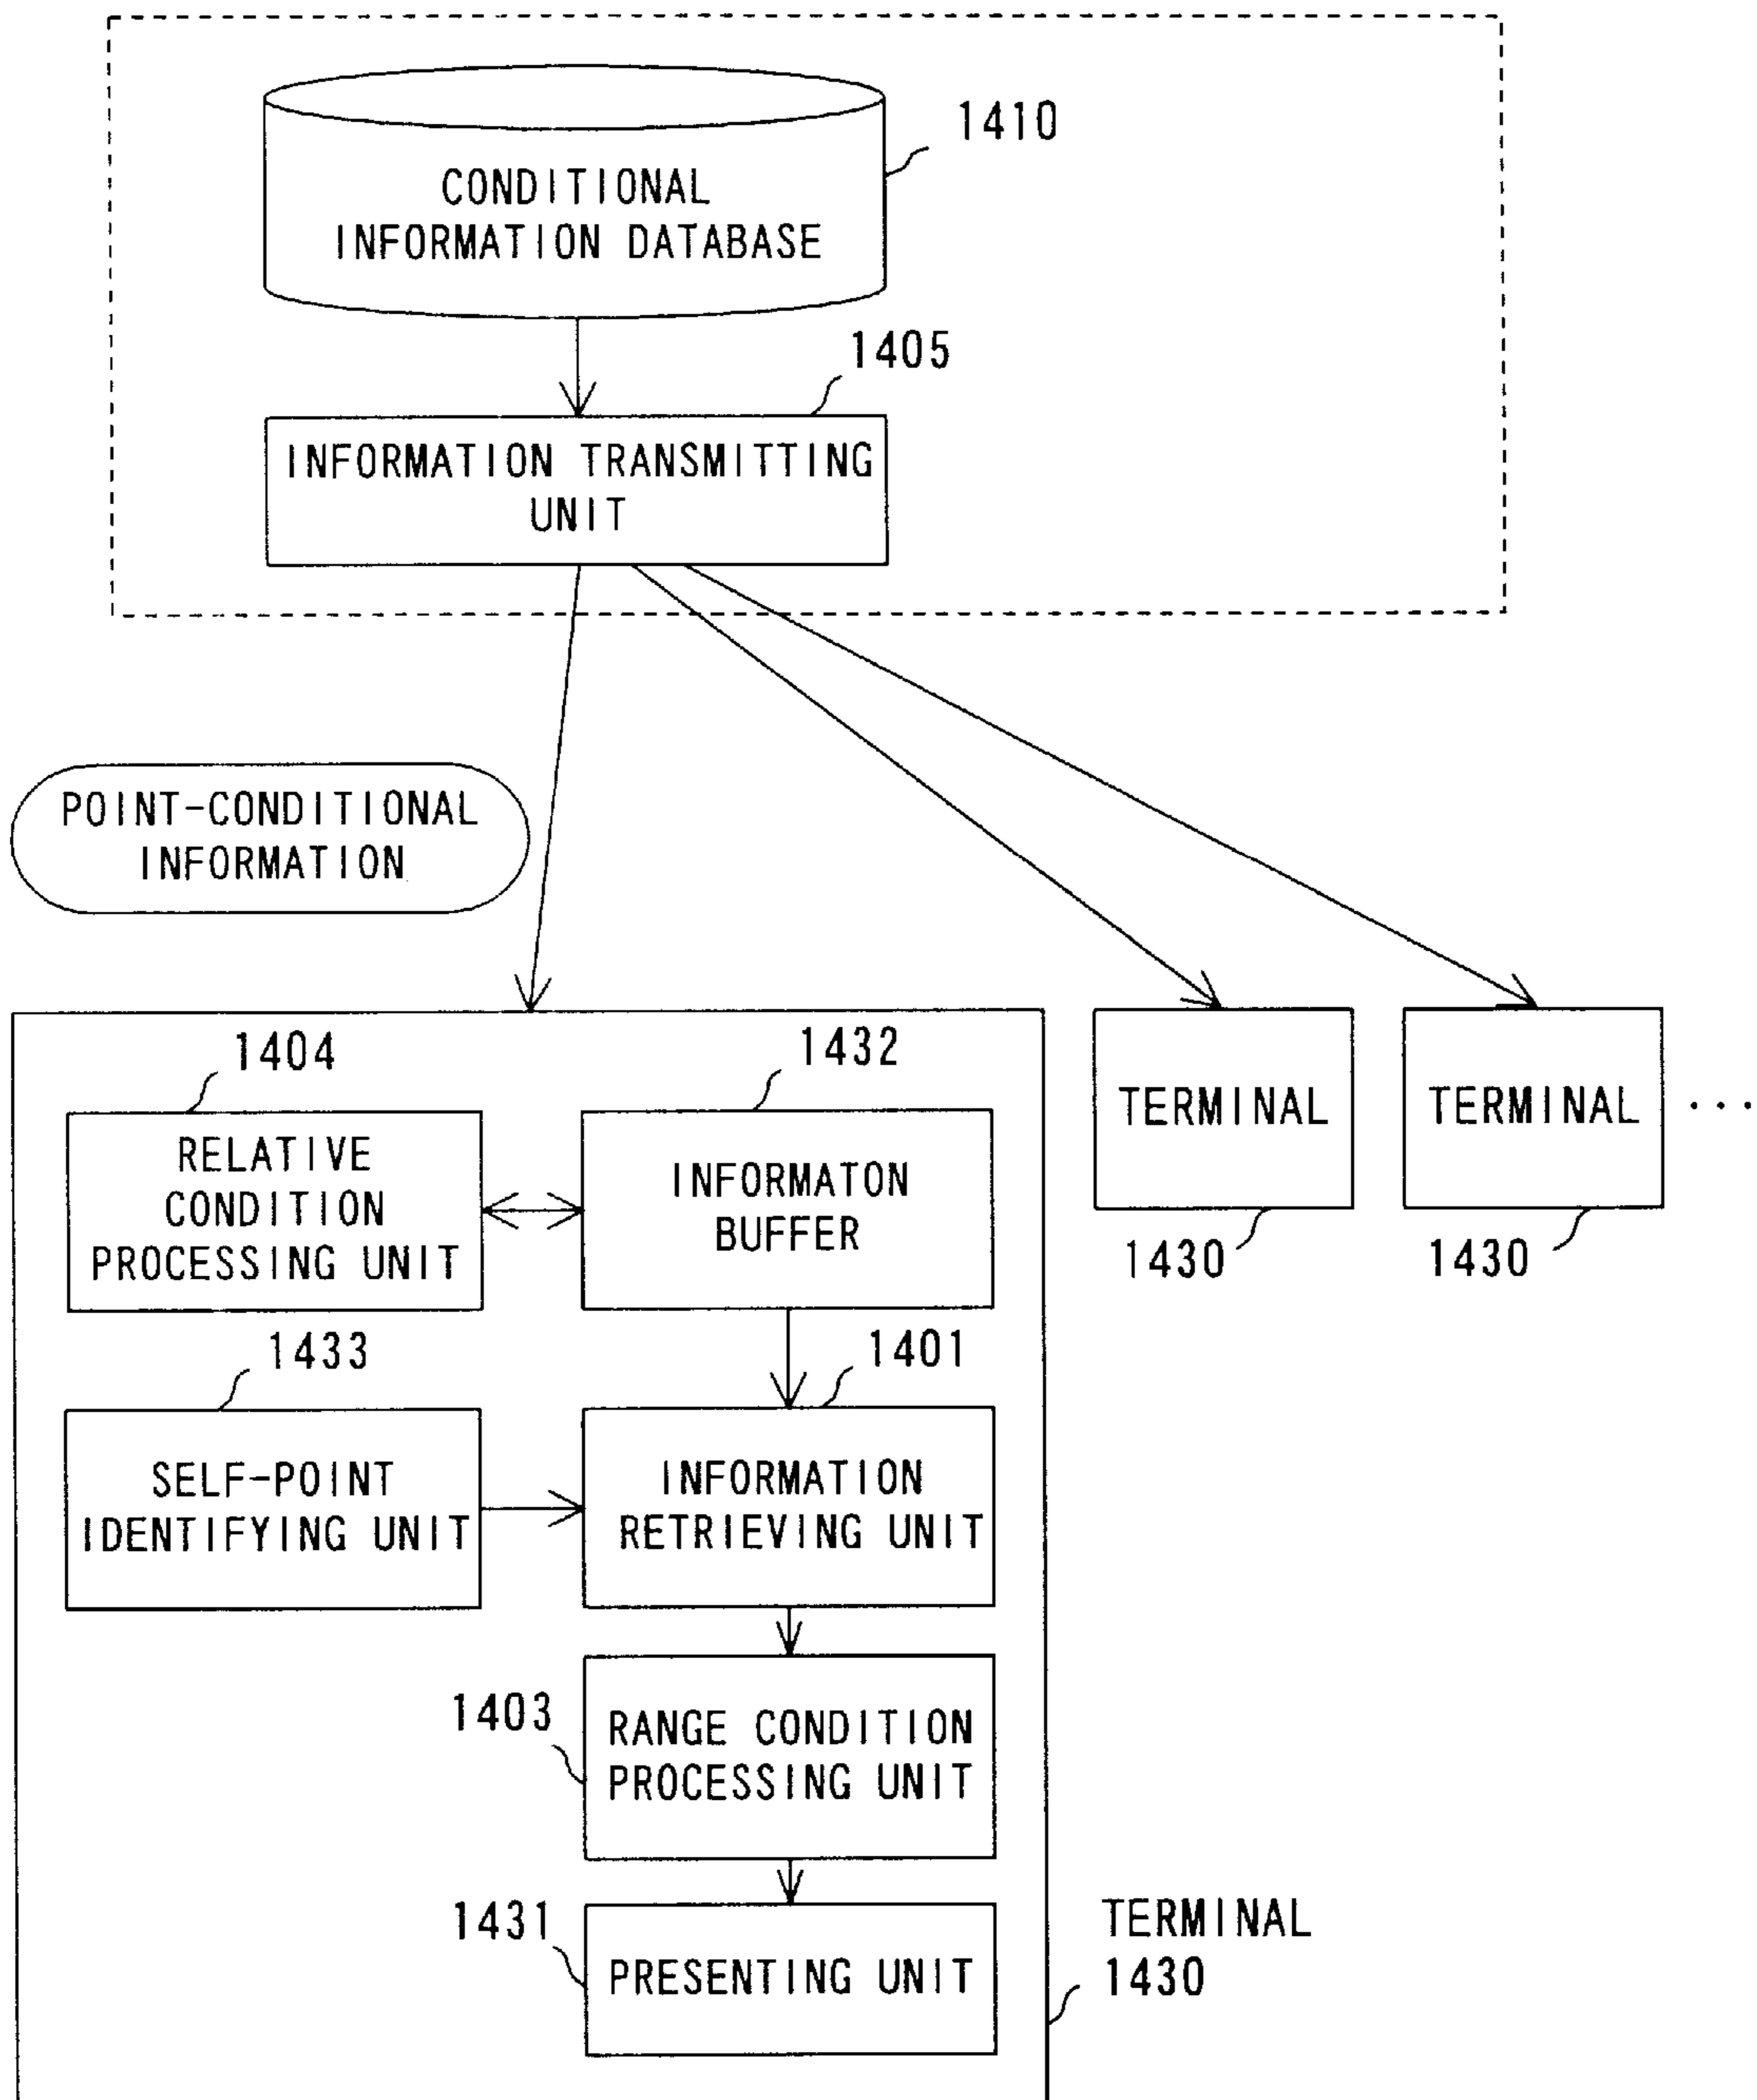 1410
CONDITIONAL
INFORMATION DATABASE
1405
INFORMATION TRANSMITTING
UNIT
POINT-CONDITIONAL
INFORMATION
1404
RELATIVE
CONDITION
PROCESSING UNIT
1432
INFORMATON
BUFFER
TERMINAL
1430
TERMINAL
1430
...
1433
SELF-POINT
IDENTIFYING UNIT
1401
INFORMATION
RETRIEVING UNIT
1403
RANGE CONDITION
PROCESSING UNIT
1431
PRESENTING UNIT
TERMINAL
1430